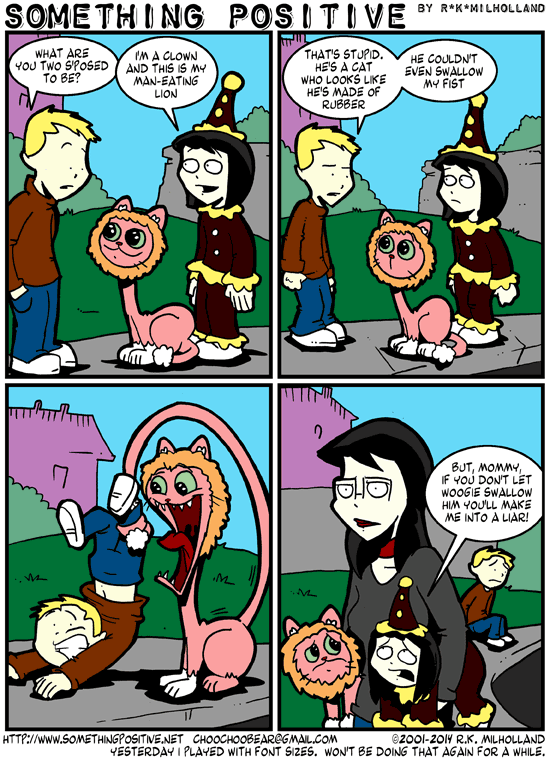 SOMETHING POSITIVE BY R*K*MILHOLLAND
WHAT ARE
YOU TWO S'POSED
TO BE?
I'M A CLOWN
AND THIS IS MY
MAN-EATING
LION
THAT'S STUPID.
HE'S A CAT
WHO LOOKS LIKE
HE'S MADE OF
RUBBER
HE COULDN'T
EVEN SWALLOW
MY FIST
BUT, MOMMY,
IF YOU DON'T LET
WOOGIE SWALLOW
HIM YOU'LL MAKE
ME INTO A LIAR!
HTTP://WWW.SOMETHINGPOSITIVE.NET CHOOCHOOBEAR@GMAIL.COM ©2001-2014 R.K. MILHOLLAND
YESTERDAY I PLAYED WITH FONT SIZES. WON'T BE DOING THAT AGAIN FOR A WHILE.